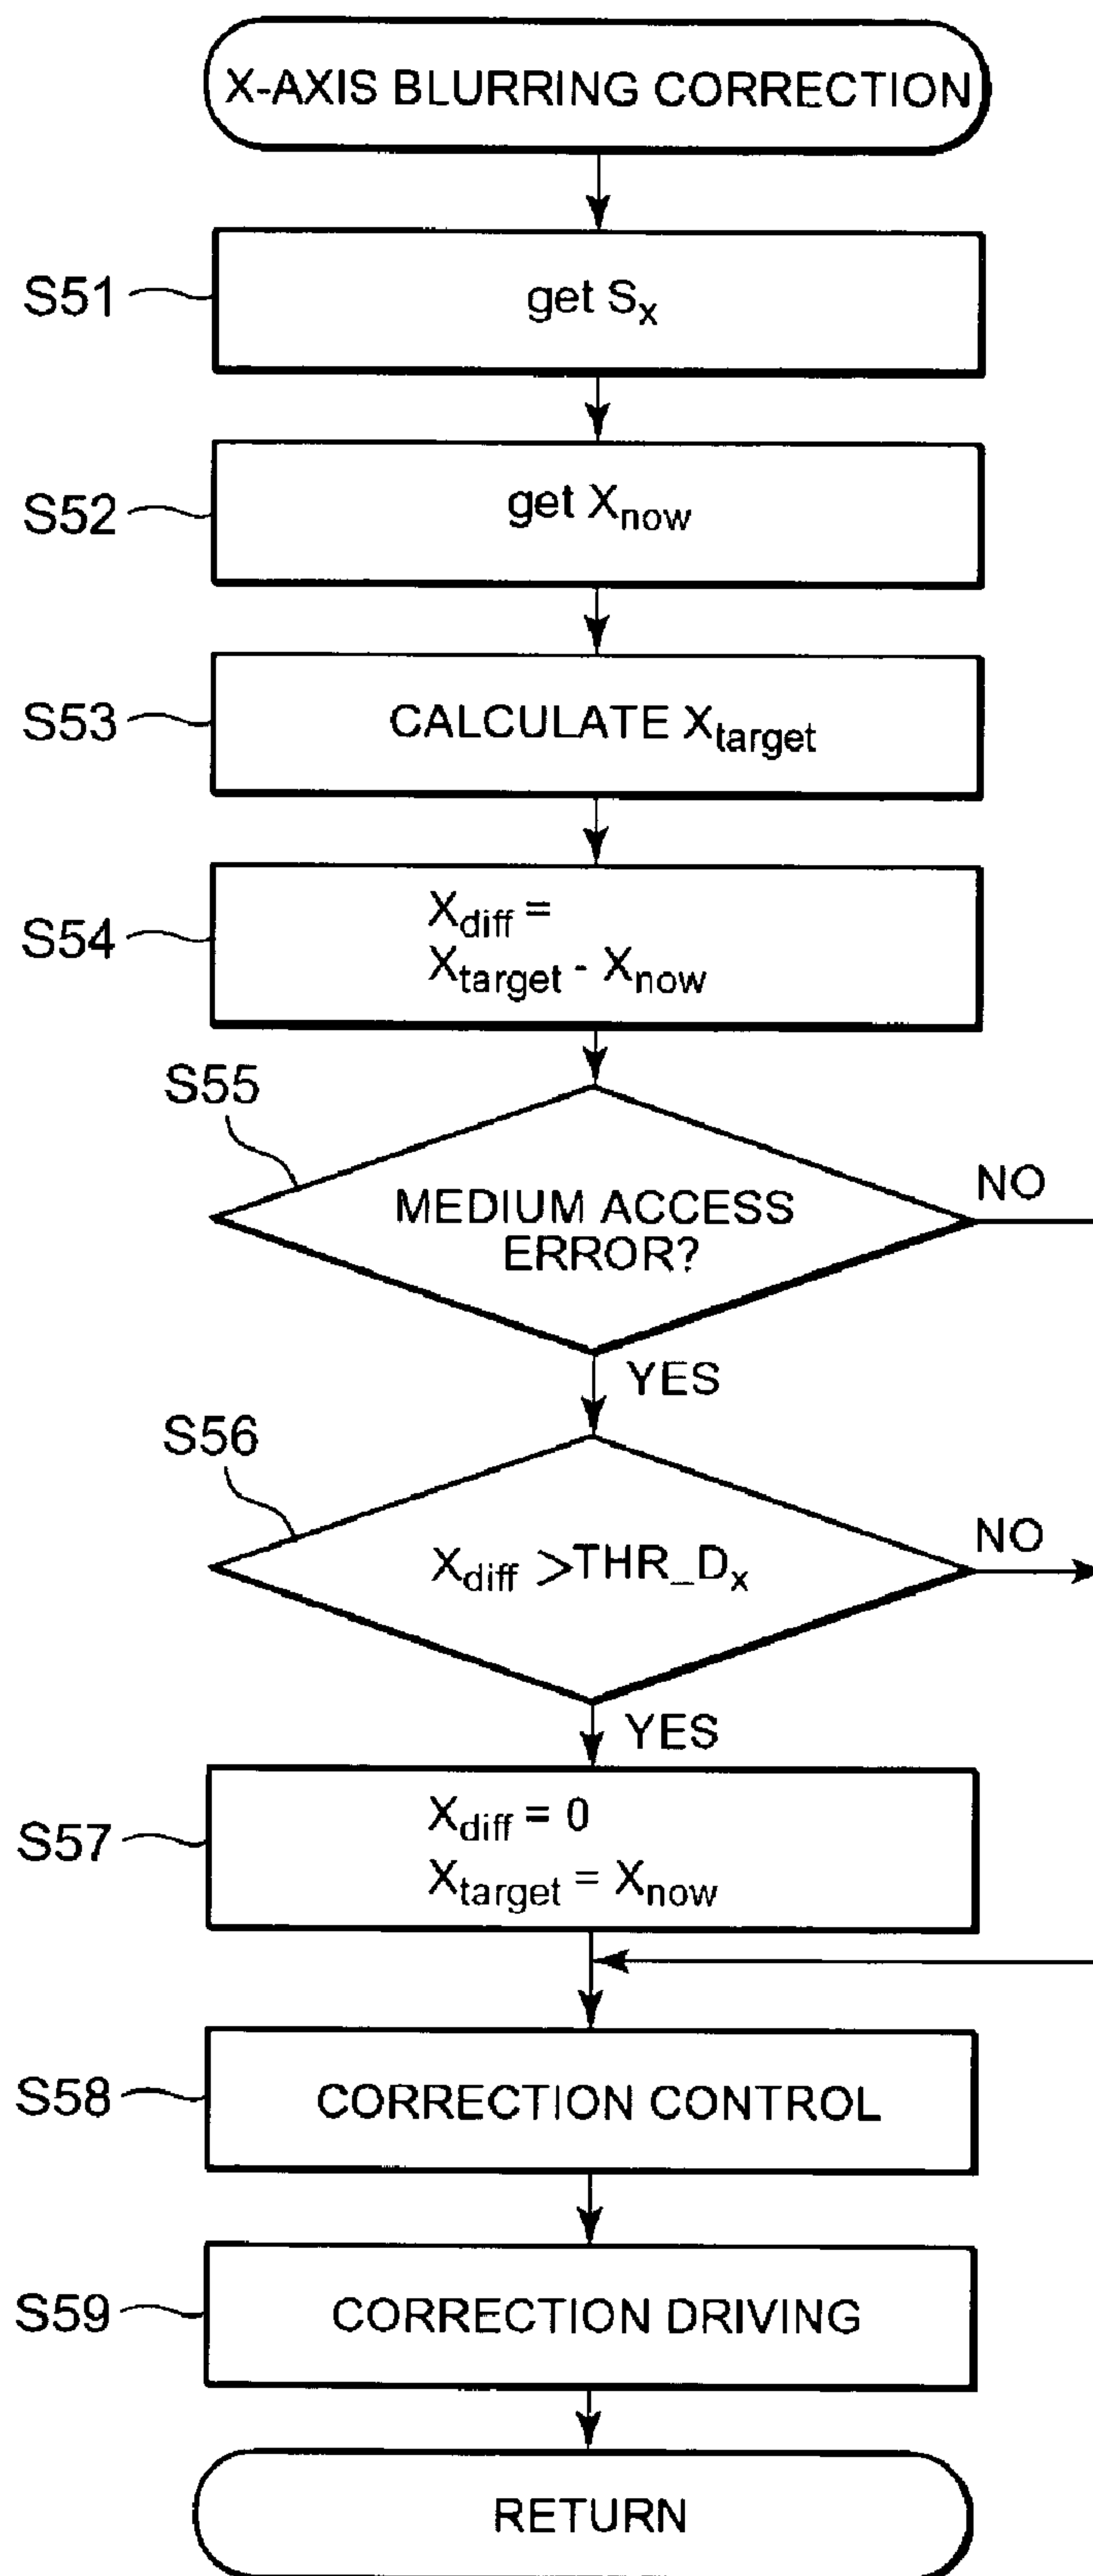 X-AXIS BLURRING CORRECTION
S51
get Sx
S52
get Xnow
S53
CALCULATE Xtarget
S54
Xdiff =
Xtarget - Xnow
S55
MEDIUM ACCESS
ERROR?
NO
YES
S56
Xdiff >THR_Dx
NO
YES
S57
Xdiff = 0
Xtarget = Xnow
S58
CORRECTION CONTROL
S59
CORRECTION DRIVING
RETURN